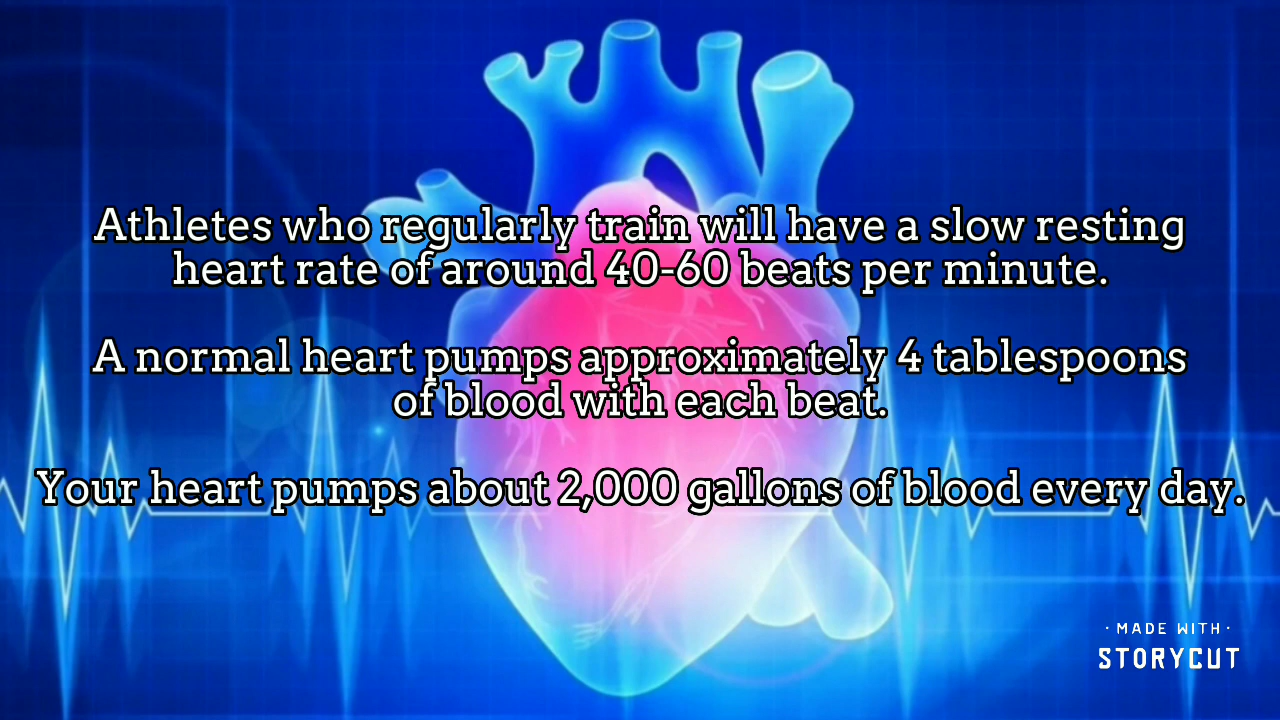 Athletes who regularly train will have a slow resting
heart rate of around 40-60 beats per minute.
A normal heart pumps approximately 4 tablespoons
of blood with each beat.
Your heart pumps about 2,000 gallons of blood every day.
· MADE WITH ·
STORYCUT